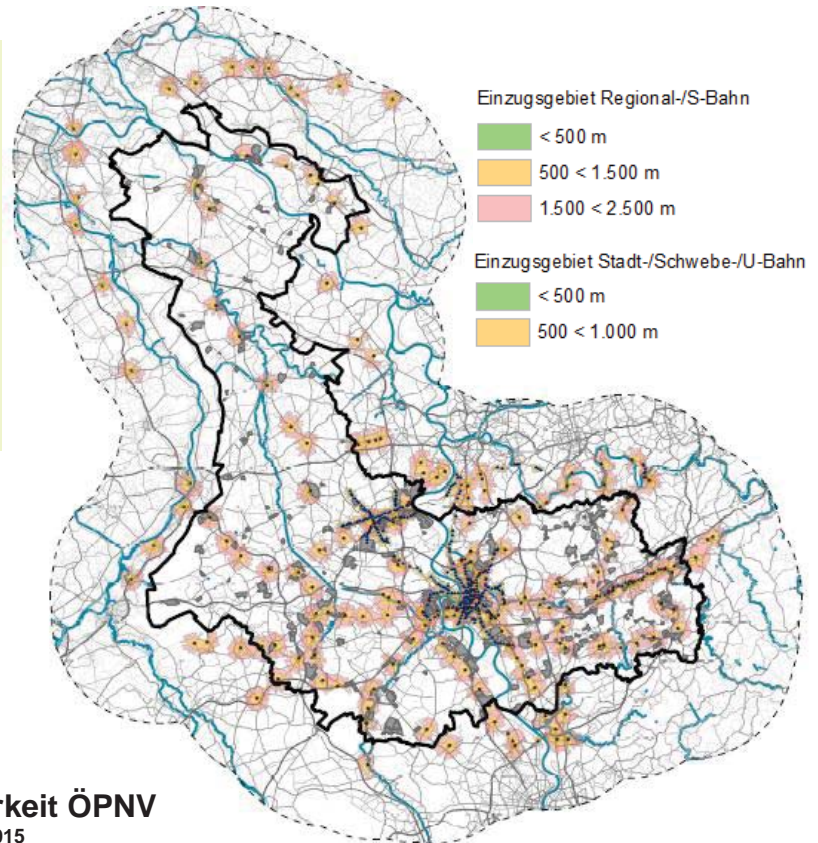 Einzugsgebiet Regional-/S-Bahn
< 500 m
500 < 1.500 m
1.500 < 2.500 m
Einzugsgebiet Stadt-/Schwebe-/U-Bahn
< 500 m
500 < 1.000 m
rkeit ÖPNV
015